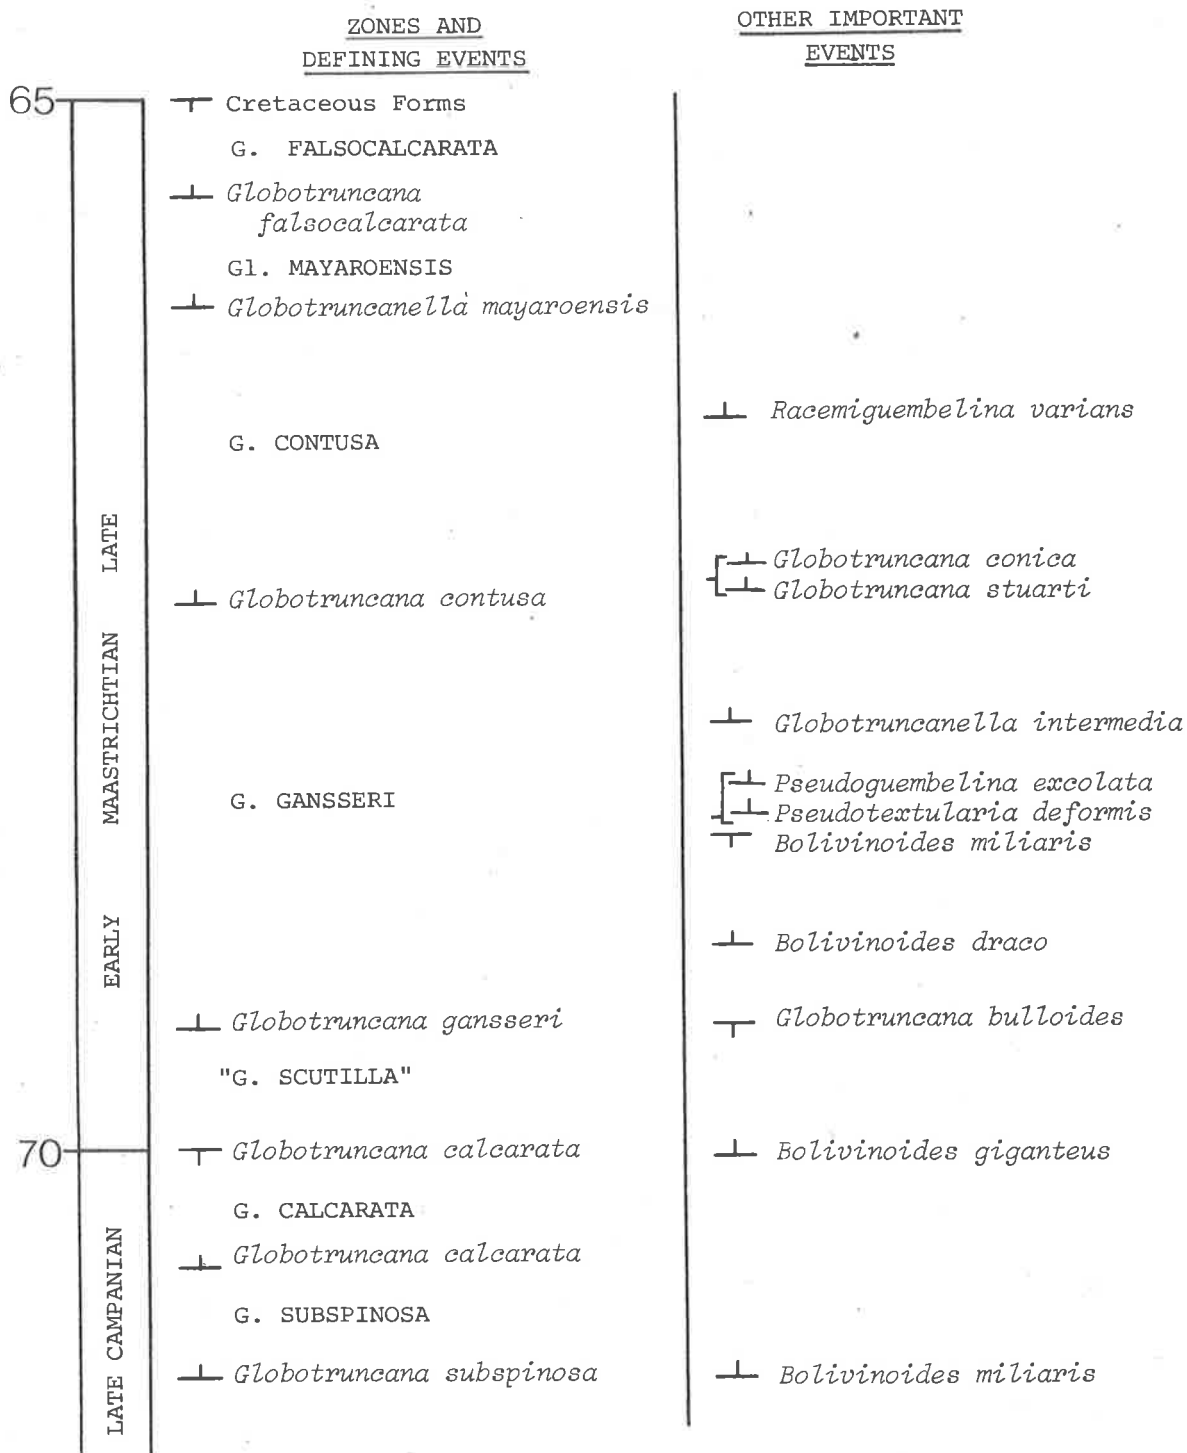 ZONES AND
DEFINING EVENTS
OTHER IMPORTANT
EVENTS
65
Cretaceous Forms
G. FALSOCALCARATA
Globotruncana
falsocalcarata
Gl. MAYAROENSIS
Globotruncanella mayaroensis
G. CONTUSA
Globotruncana contusa
G. GANSSERI
Globotruncana gansseri
"G. SCUTILLA"
70
Globotruncana calcarata
G. CALCARATA
Globotruncana calcarata
G. SUBSPINOSA
Globotruncana subspinosa
EARLY MAASTRICHTIAN LATE
LATE CAMPANIAN
Racemiguembelina varians
Globotruncana conica
Globotruncana stuarti
Globotruncanella intermedia
Pseudoguembelina excolata
Pseudotextularia deformis
Bolivinoides miliaris
Bolivinoides draco
Globotruncana bulloides
Bolivinoides giganteus
Bolivinoides miliaris